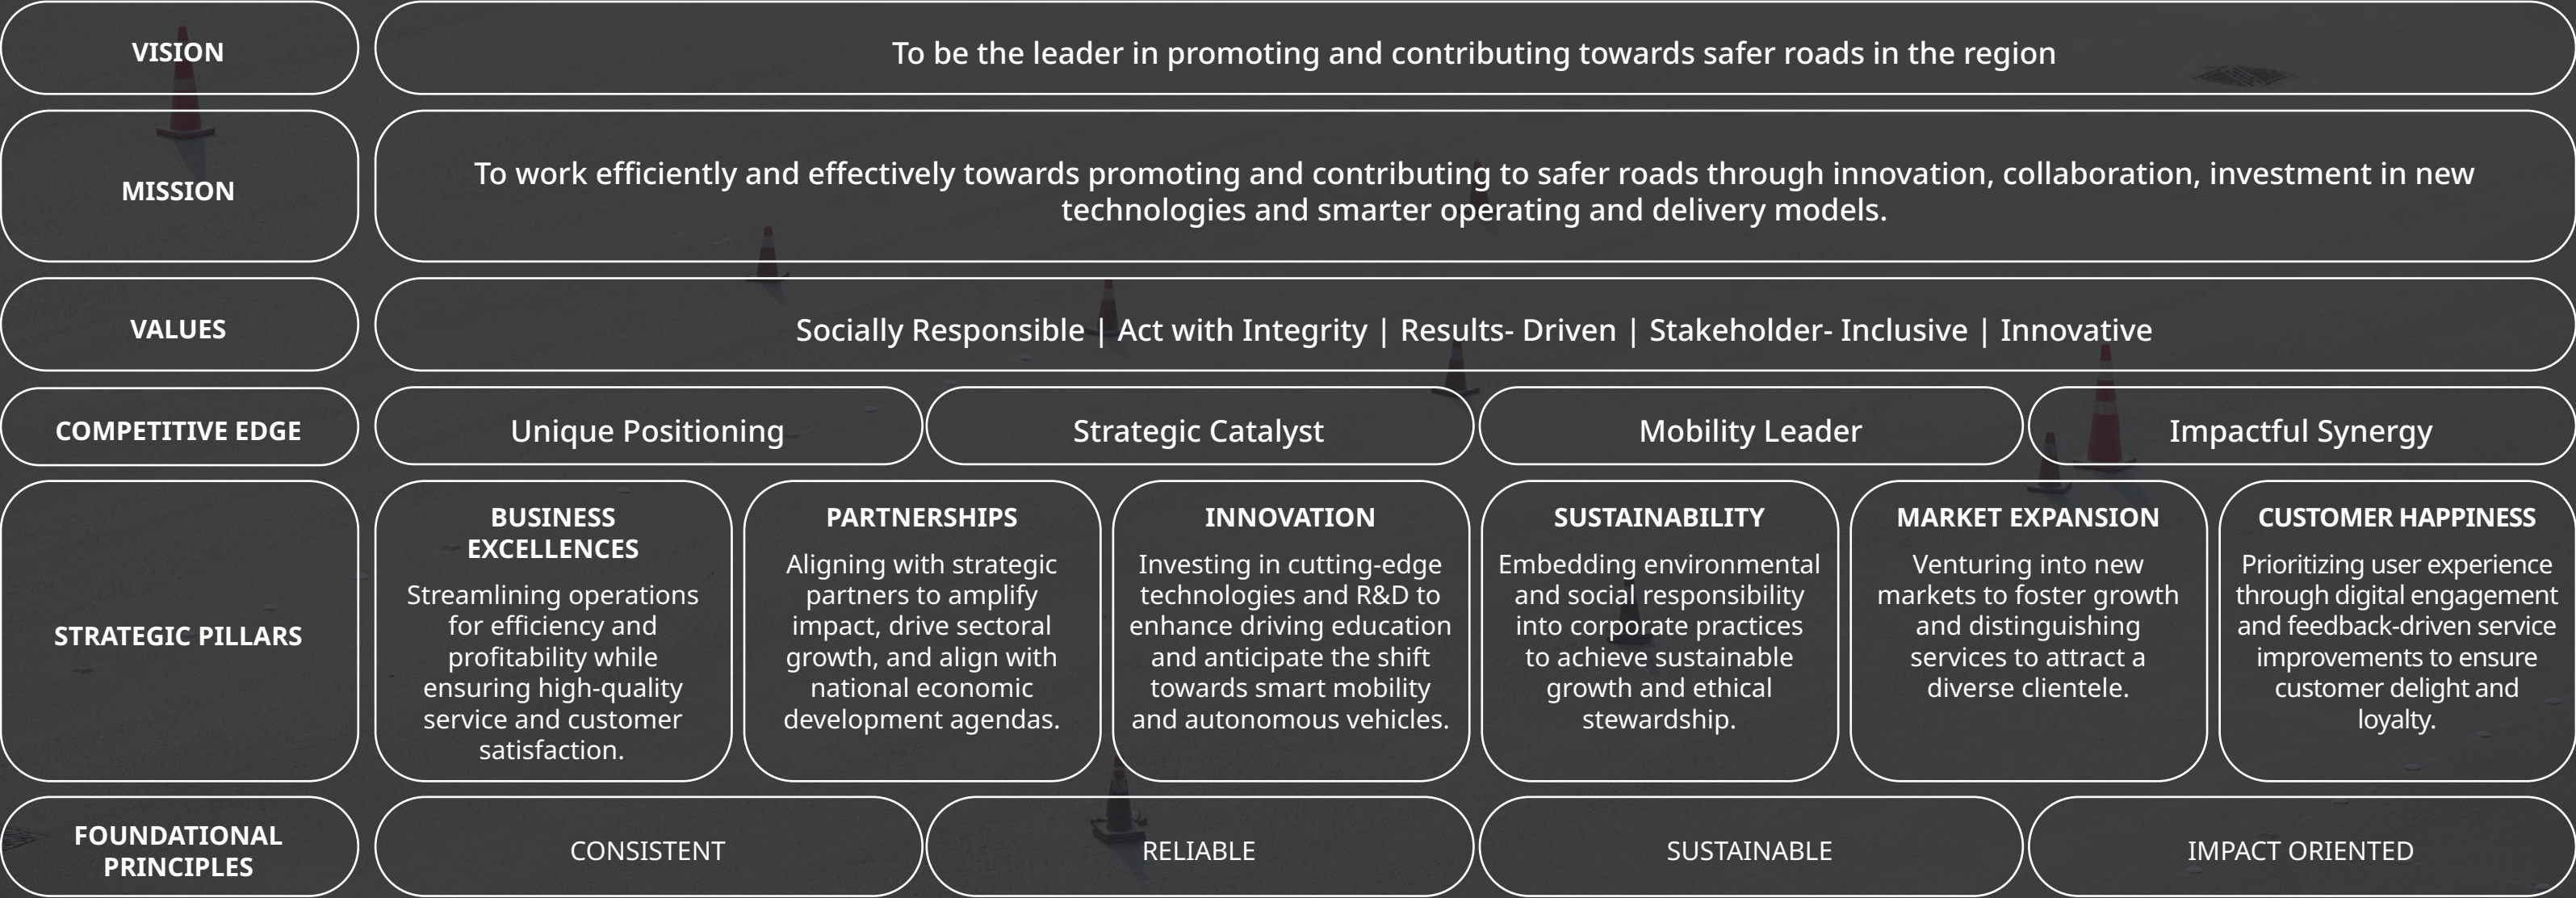 VISION
To be the leader in promoting and contributing towards safer roads in the region
MISSION
To work efficiently and effectively towards promoting and contributing to safer roads through innovation, collaboration, investment in new
technologies and smarter operating and delivery models.
VALUES
Socially Responsible | Act with Integrity | Results- Driven | Stakeholder- Inclusive | Innovative
COMPETITIVE EDGE
Unique Positioning
Strategic Catalyst
Mobility Leader
Impactful Synergy
STRATEGIC PILLARS
BUSINESS
EXCELLENCES
Streamlining operations
for efficiency and
profitability while
ensuring high-quality
service and customer
satisfaction.
PARTNERSHIPS
Aligning with strategic
partners to amplify
impact, drive sectoral
growth, and align with
national economic
development agendas.
INNOVATION
Investing in cutting-edge
technologies and R&D to
enhance driving education
and anticipate the shift
towards smart mobility
and autonomous vehicles.
SUSTAINABILITY
Embedding environmental
and social responsibility
into corporate practices
to achieve sustainable
growth and ethical
stewardship.
MARKET EXPANSION
Venturing into new
markets to foster growth
and distinguishing
services to attract a
diverse clientele.
CUSTOMER HAPPINESS
Prioritizing user experience
through digital engagement
and feedback-driven service
improvements to ensure
customer delight and
loyalty.
FOUNDATIONAL
PRINCIPLES
CONSISTENT
RELIABLE
SUSTAINABLE
IMPACT ORIENTED